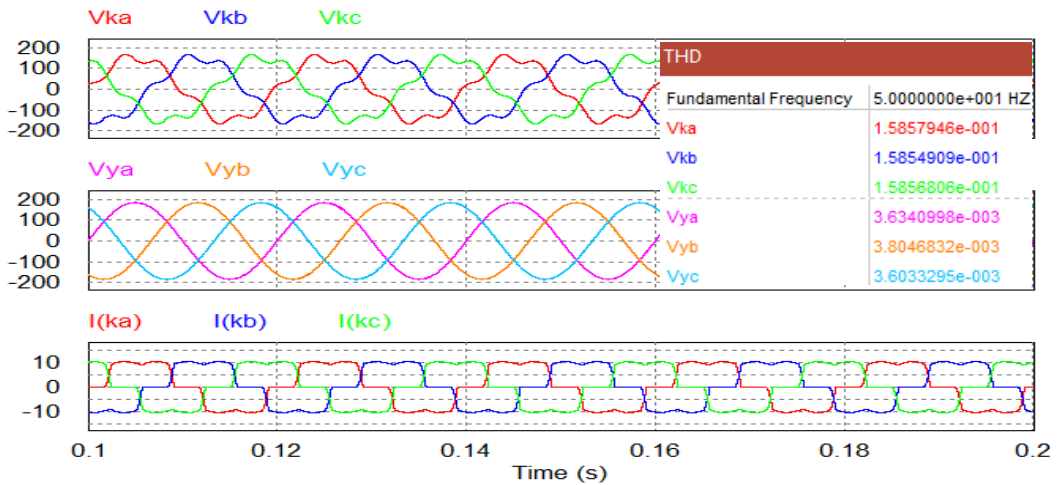 Vka Vkb Vkc
200
100
0
-100
-200
THD
Fundamental Frequency 5.0000000e+001 HZ
Vka 1.5857946e-001
Vkb 1.5854909e-001
Vkc 1.5856806e-001
Vya 3.6340998e-003
Vyb 3.8046832e-003
Vyc 3.6033295e-003
Vya Vyb Vyc
200
100
0
-100
-200
I(ka) I(kb) I(kc)
10
0
-10
0.1 0.12 0.14 0.16 0.18 0.2
Time (s)